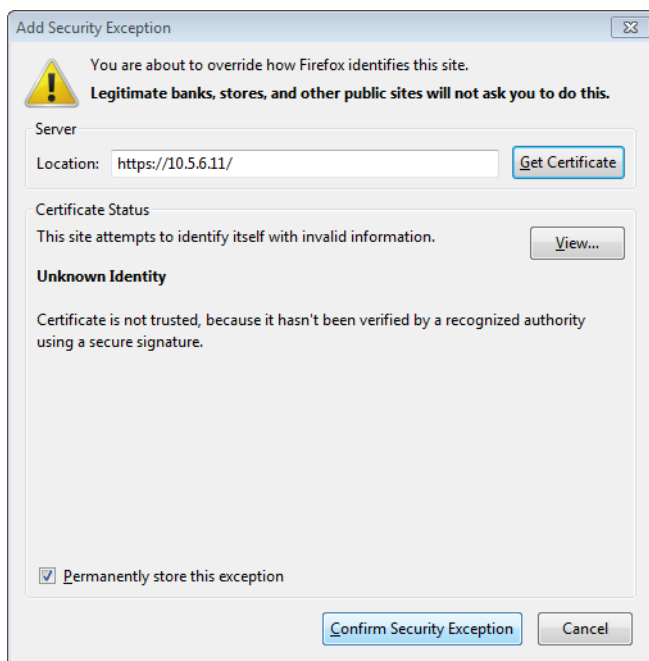 Add Security Exception
You are about to override how Firefox identifies this site.
Legitimate banks, stores, and other public sites will not ask you to do this.
Server
Location:
https://10.5.6.11/
Get Certificate
Certificate Status
This site attempts to identify itself with invalid information.
View...
Unknown Identity
Certificate is not trusted, because it hasn't been verified by a recognized authority
using a secure signature.
Permanently store this exception
Confirm Security Exception
Cancel